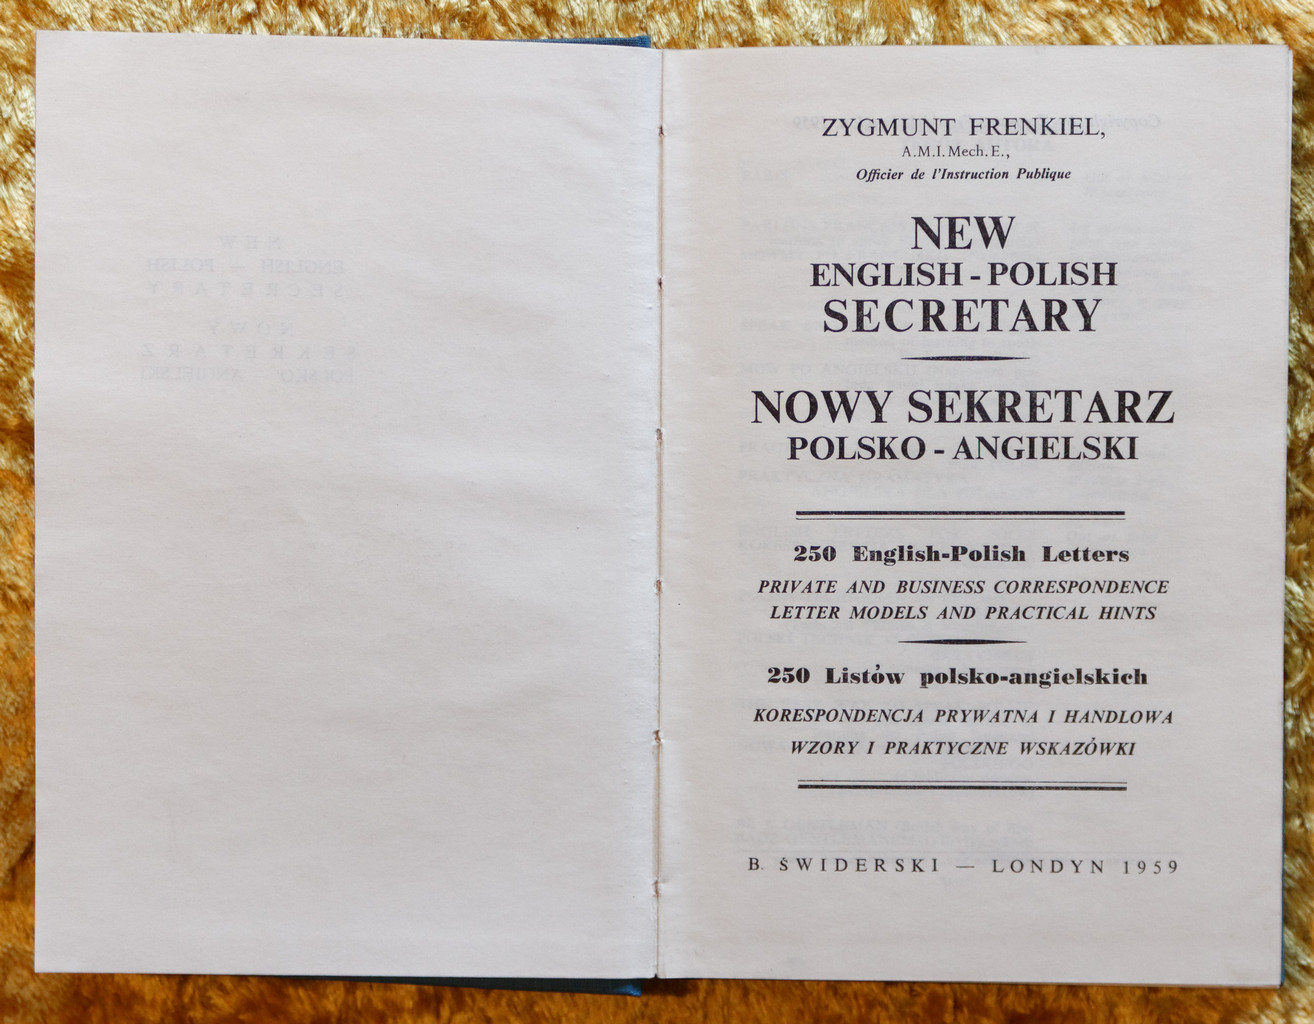 ZYGMUNT FRENKIEL,
A.M.I.Mech.E.,
Officier de l'Instruction Publique
NEW
ENGLISH-POLISH
SECRETARY
NOWY SEKRETARZ
POLSKO-ANGIELSKI
250 English-Polish Letters
PRIVATE AND BUSINESS CORRESPONDENCE
LETTER MODELS AND PRACTICAL HINTS
250 Listów polsko-angielskich
KORESPONDENCJA PRYWATNA I HANDLOWA
WZORY I PRAKTYCZNE WSKAZÓWKI
B. ŚWIDERSKI — LONDYN 1959